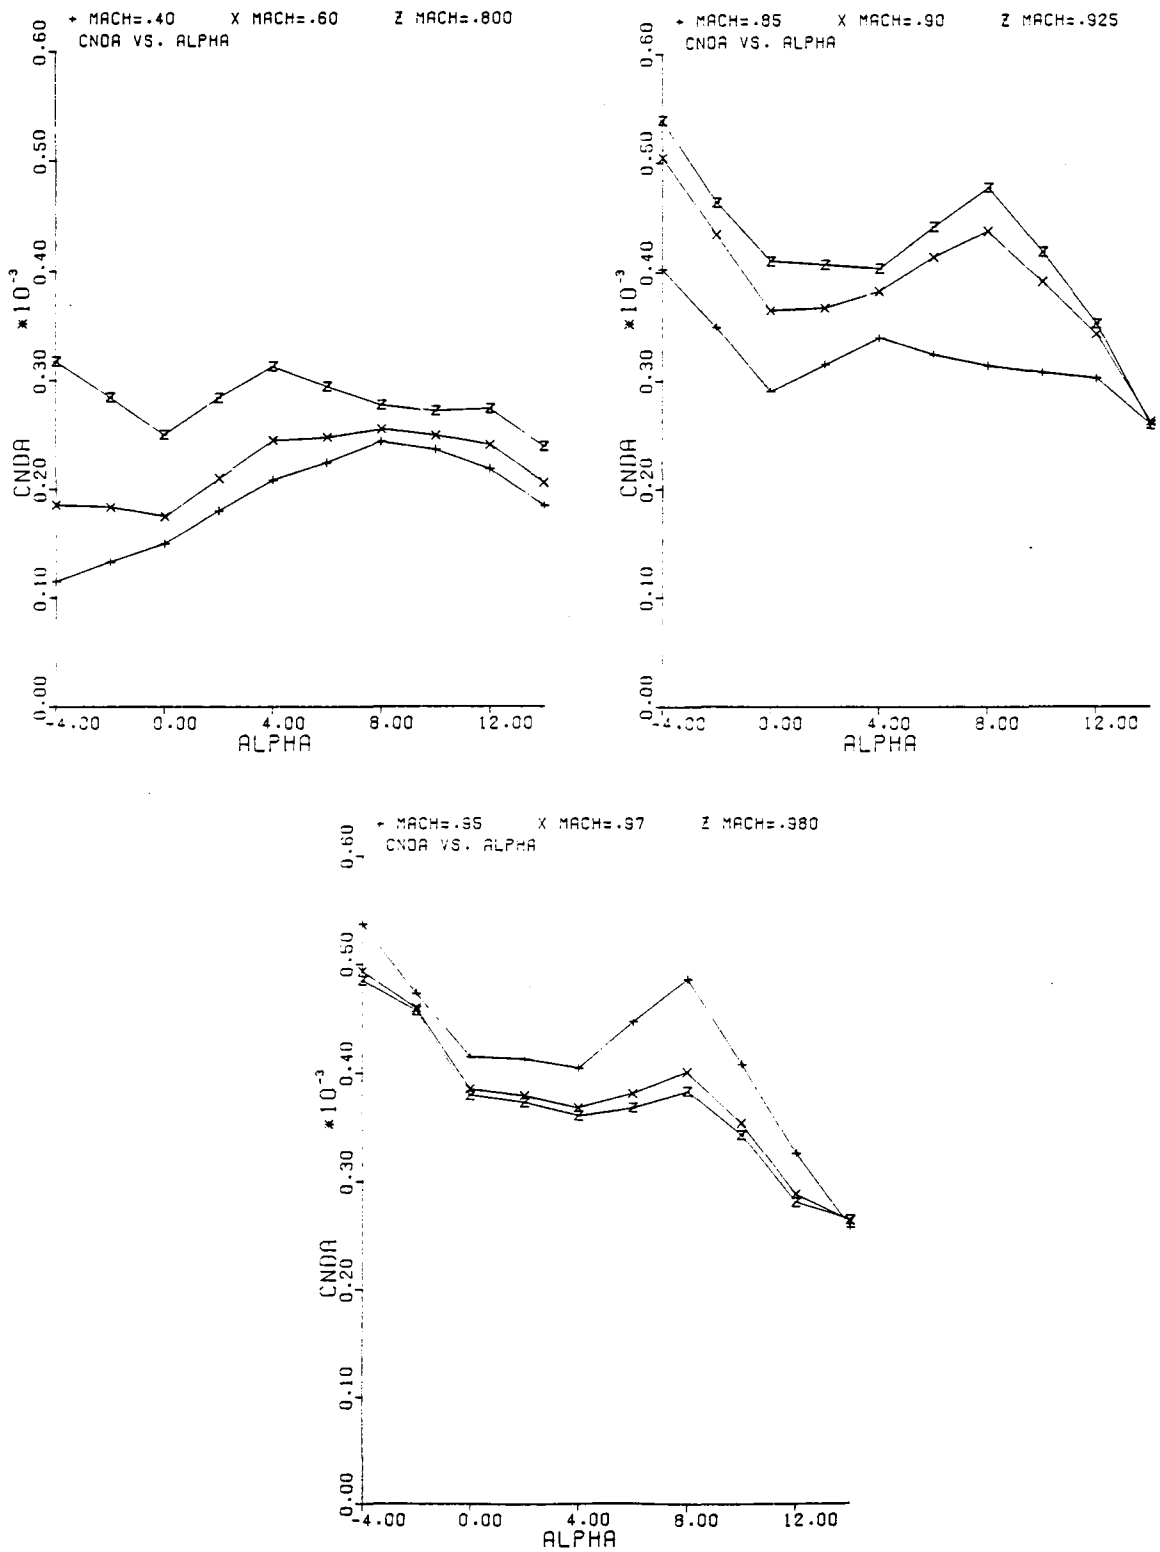 + MACH=.40 X MACH=.60 Z MACH=.800
CNDA VS. ALPHA
0.60
0.50
0.40
*10-3
0.30
0.20
CNDA
0.10
0.00
-4.00 0.00 4.00 8.00 12.00
ALPHA
+ MACH=.85 X MACH=.90 Z MACH=.925
CNDA VS. ALPHA
0.60
0.50
0.40
*10-3
0.30
0.20
CNDA
0.10
0.00
-4.00 0.00 4.00 8.00 12.00
ALPHA
+ MACH=.95 X MACH=.97 Z MACH=.980
CNDA VS. ALPHA
0.60
0.50
0.40
*10-3
0.30
0.20
CNDA
0.10
0.00
-4.00 0.00 4.00 8.00 12.00
ALPHA